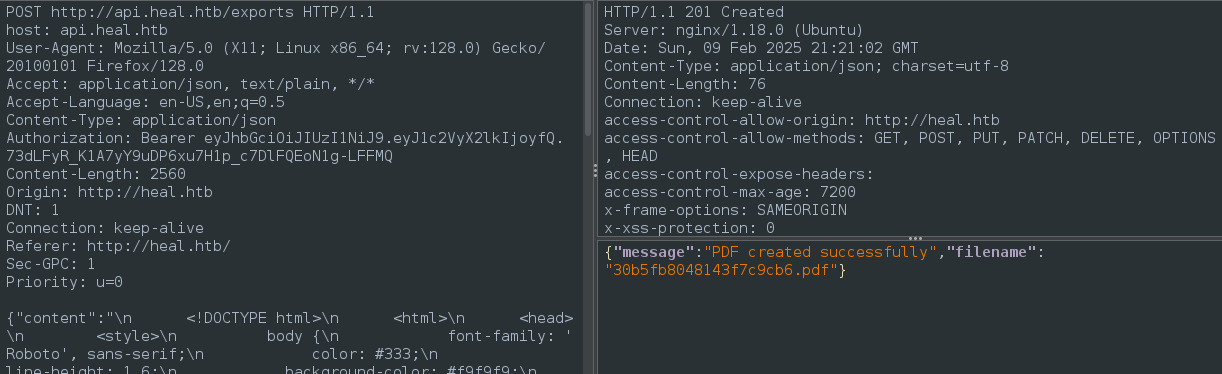 POST http://api.heal.htb/exports HTTP/1.1
host: api.heal.htb
User-Agent: Mozilla/5.0 (X11; Linux x86_64; rv:128.0) Gecko/
20100101 Firefox/128.0
Accept: application/json, text/plain, */*
Accept-Language: en-US,en;q=0.5
Content-Type: application/json
Authorization: Bearer eyJhbGciOiJIUzI1NiJ9.eyJ1c2VyX2lkIjoyfQ.
73dLFyR_K1A7yY9uDP6xu7H1p_c7DlFQEoN1g-LFFMQ
Content-Length: 2560
Origin: http://heal.htb
DNT: 1
Connection: keep-alive
Referer: http://heal.htb/
Sec-GPC: 1
Priority: u=0
{"content":"\n      <!DOCTYPE html>\n      <html>\n      <head>
\n        <style>\n          body {\n            font-family: '
Roboto', sans-serif;\n            color: #333;\n
line-height: 1.6;\n            background-color: #f9f9f9;\n
HTTP/1.1 201 Created
Server: nginx/1.18.0 (Ubuntu)
Date: Sun, 09 Feb 2025 21:21:02 GMT
Content-Type: application/json; charset=utf-8
Content-Length: 76
Connection: keep-alive
access-control-allow-origin: http://heal.htb
access-control-allow-methods: GET, POST, PUT, PATCH, DELETE, OPTIONS
, HEAD
access-control-expose-headers:
access-control-max-age: 7200
x-frame-options: SAMEORIGIN
x-xss-protection: 0
{"message":"PDF created successfully","filename":
"30b5fb8048143f7c9cb6.pdf"}